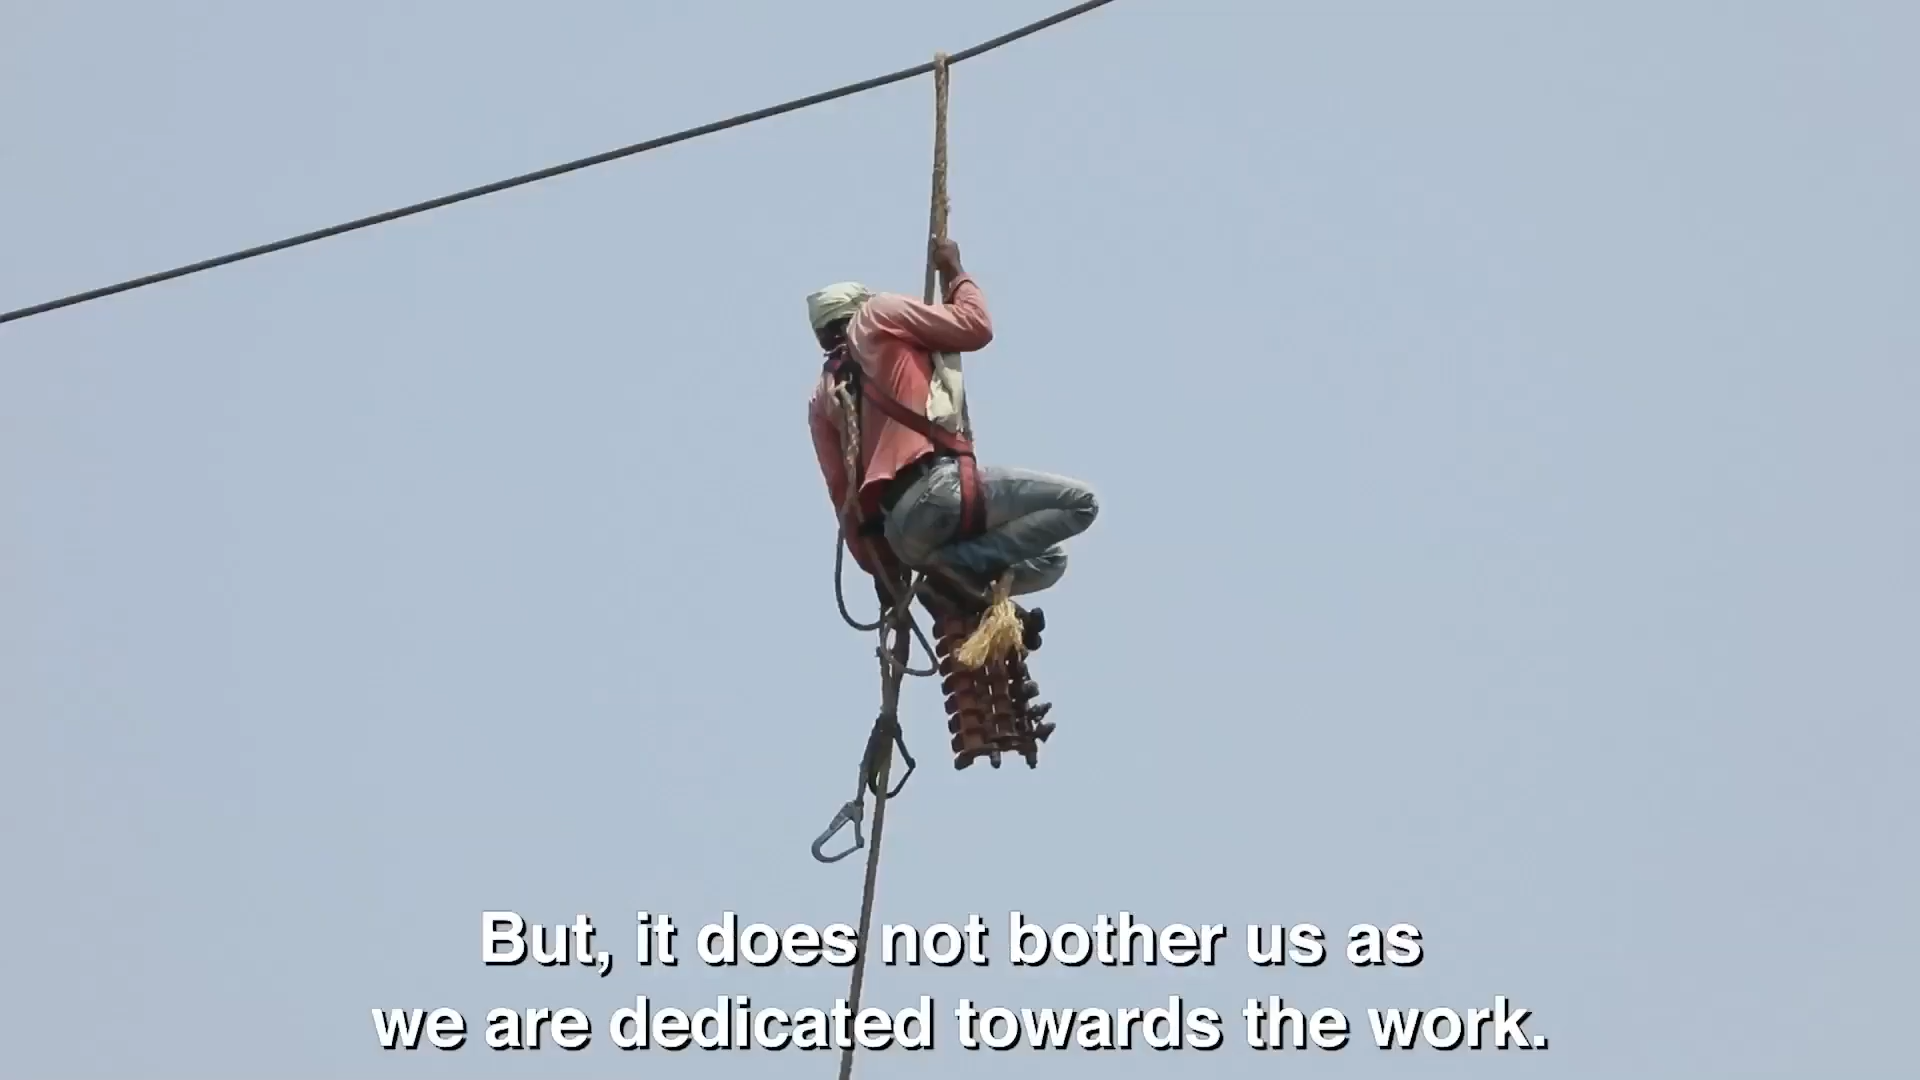 But, it does not bother us as
we are dedicated towards the work.